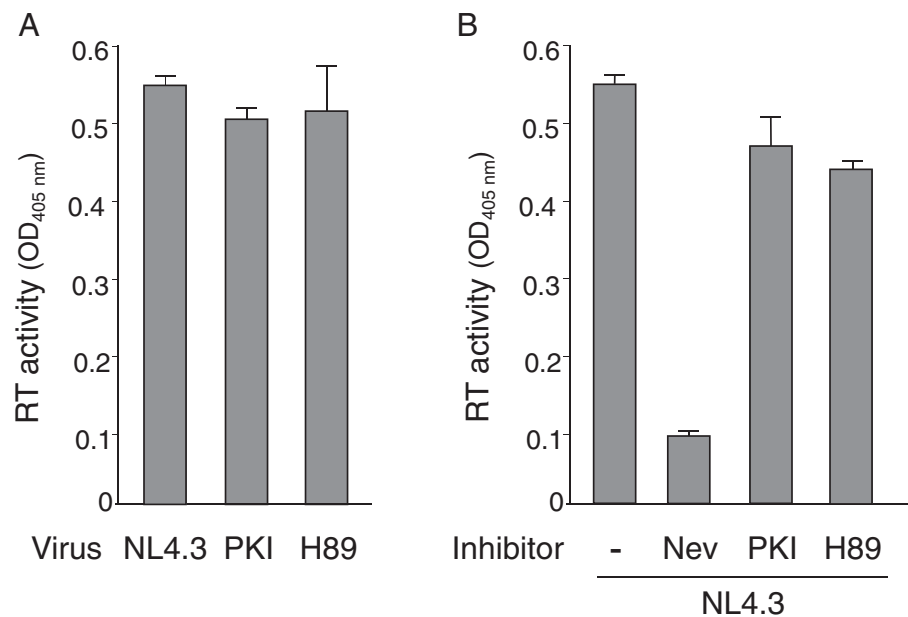 A
RT activity (OD405 nm)
0.6
0.5
0.4
0.3
0.2
0.1
0
Virus NL4.3 PKI H89
B
RT activity (OD405 nm)
0.6
0.5
0.4
0.3
0.2
0.1
0
Inhibitor - Nev PKI H89
NL4.3